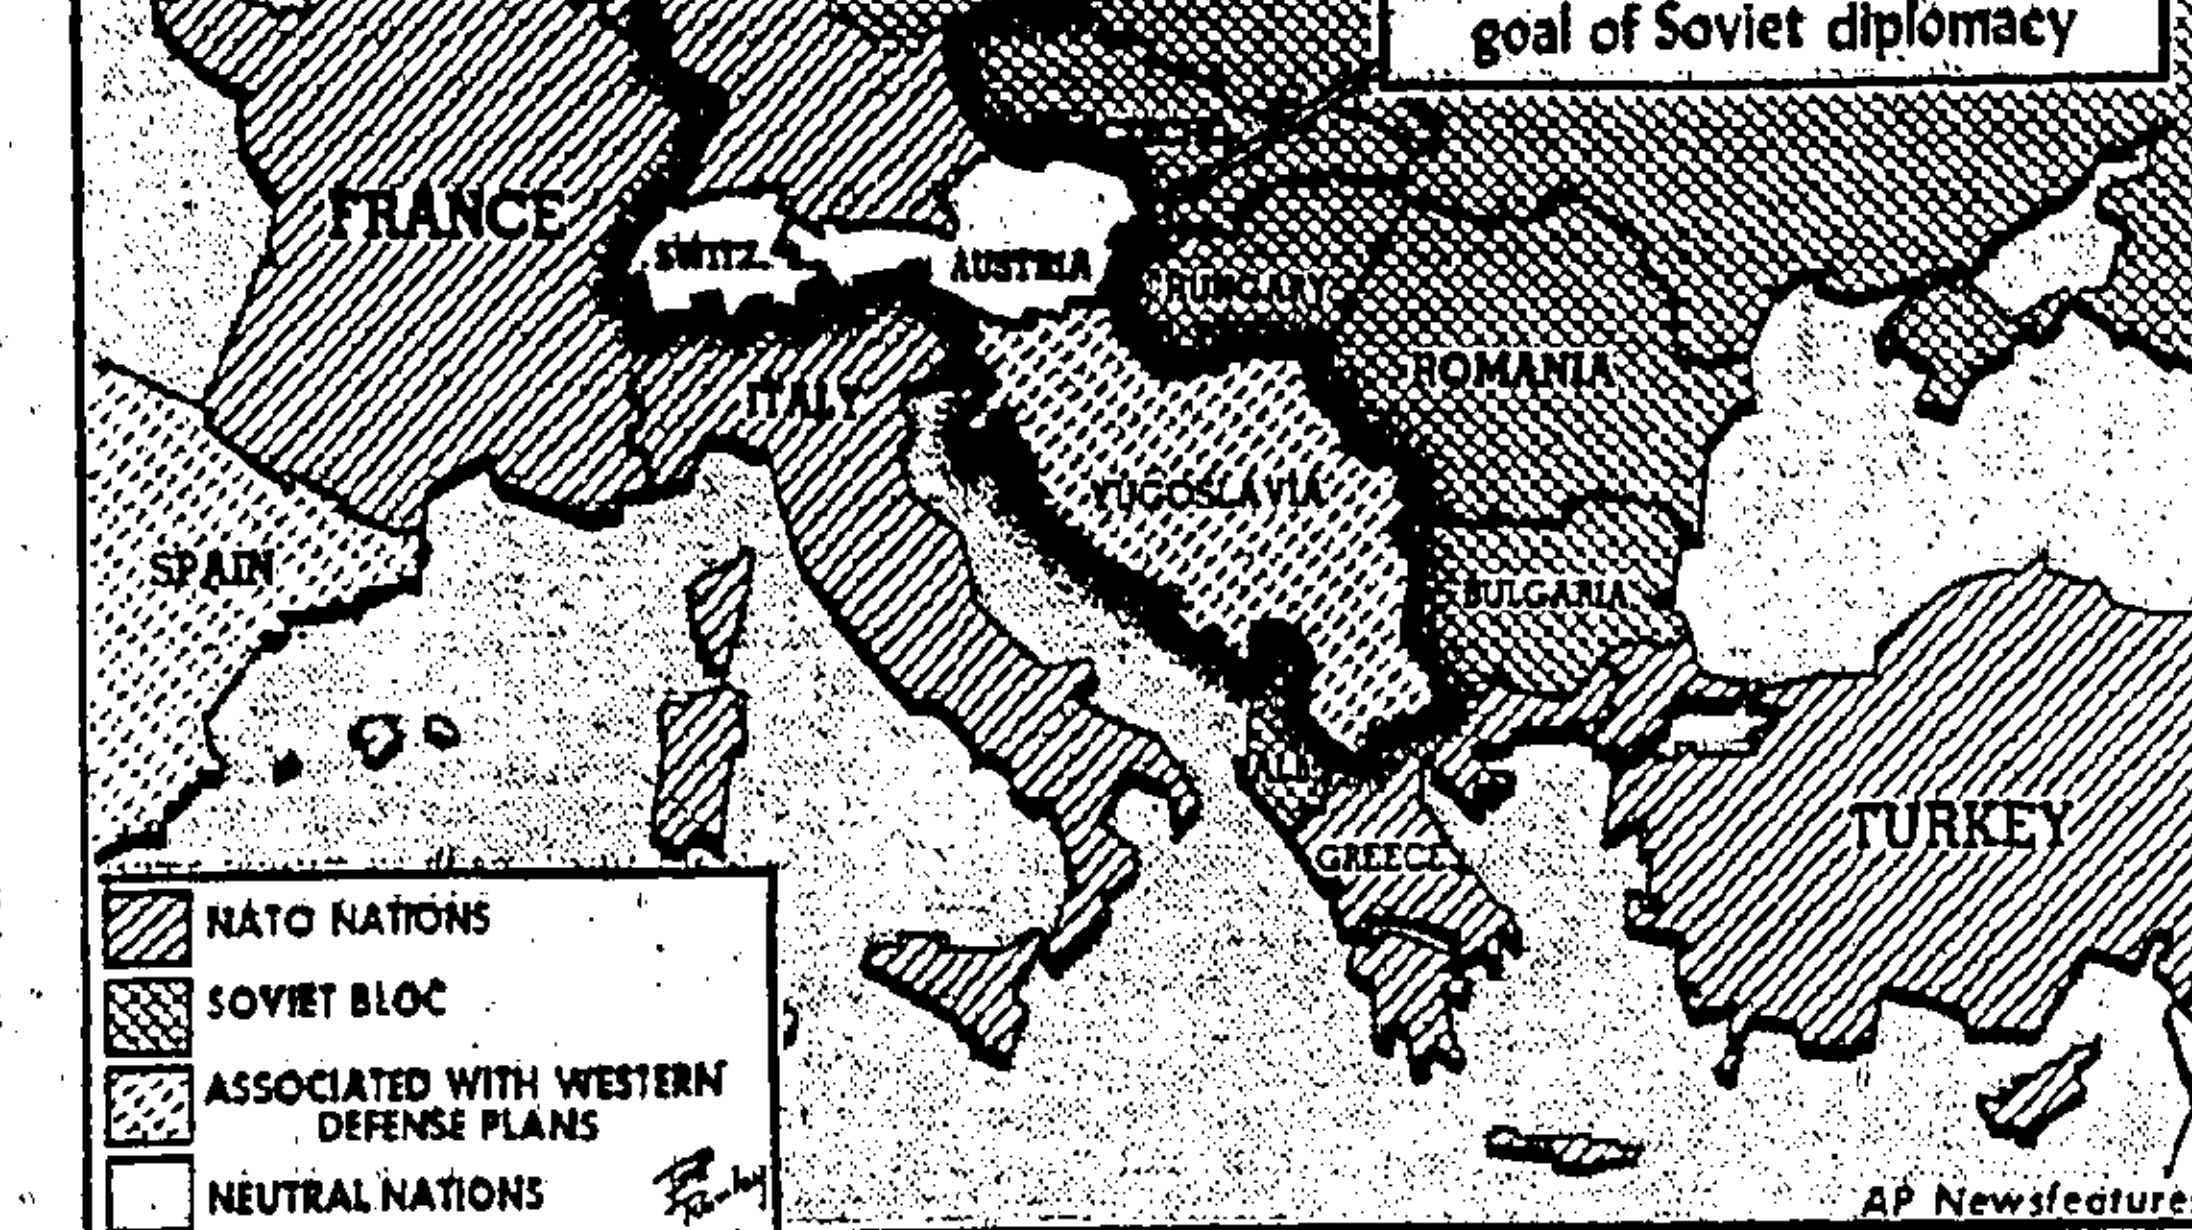 goal of Soviet diplomacy
FRANCE
SWITZ.
AUSTRIA
HUNGARY
ROMANIA
ITALY
YUGOSLAVIA
SPAIN
BULGARIA
TURKEY
GREECE
NATO NATIONS
SOVIET BLOC
ASSOCIATED WITH WESTERN
DEFENSE PLANS
NEUTRAL NATIONS
AP Newsfeatures